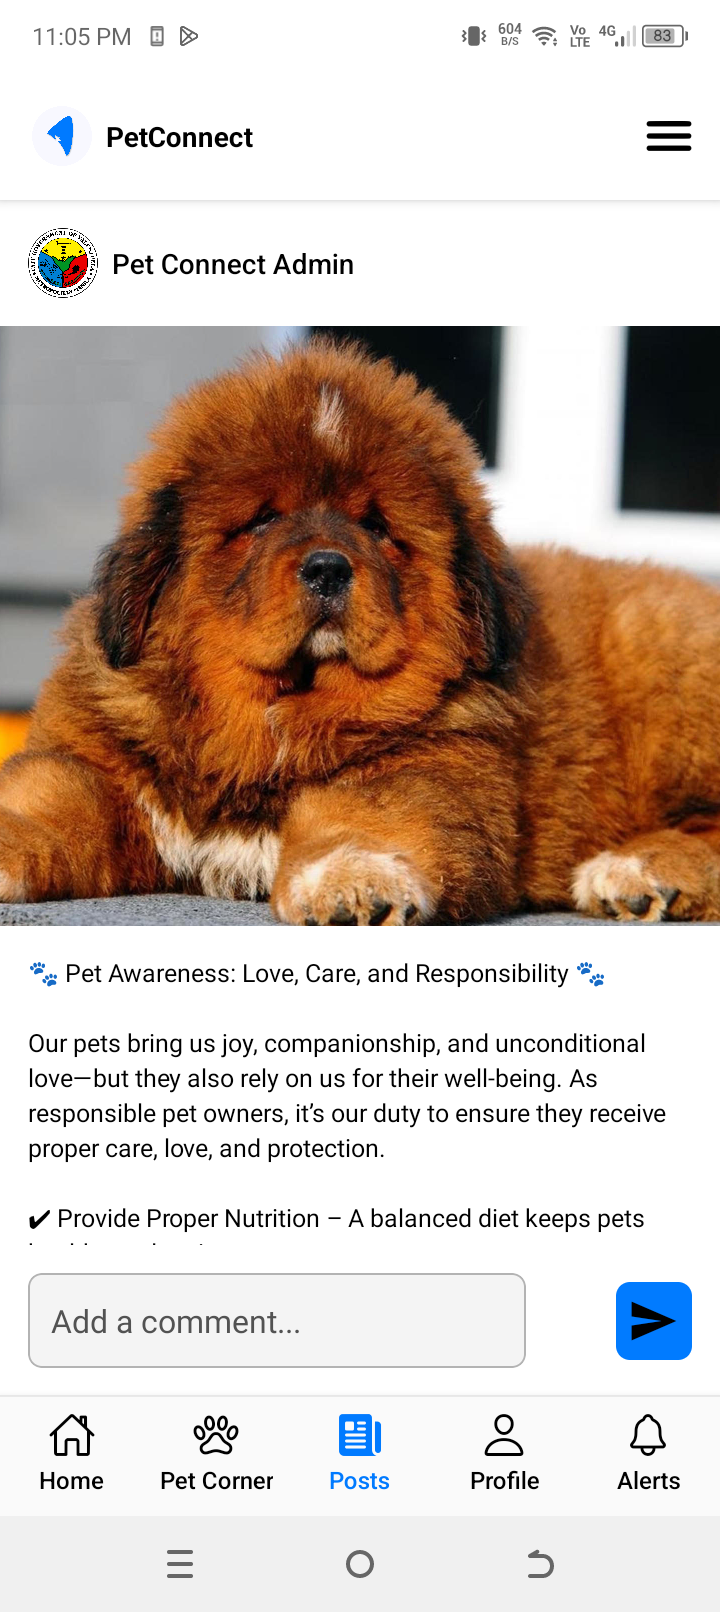 11:05 PM
604
B/S
Vo
LTE
4G
83
PetConnect
Pet Connect Admin
🐾 Pet Awareness: Love, Care, and Responsibility 🐾
Our pets bring us joy, companionship, and unconditional
love—but they also rely on us for their well-being. As
responsible pet owners, it’s our duty to ensure they receive
proper care, love, and protection.
✔ Provide Proper Nutrition – A balanced diet keeps pets
Add a comment...
Home
Pet Corner
Posts
Profile
Alerts